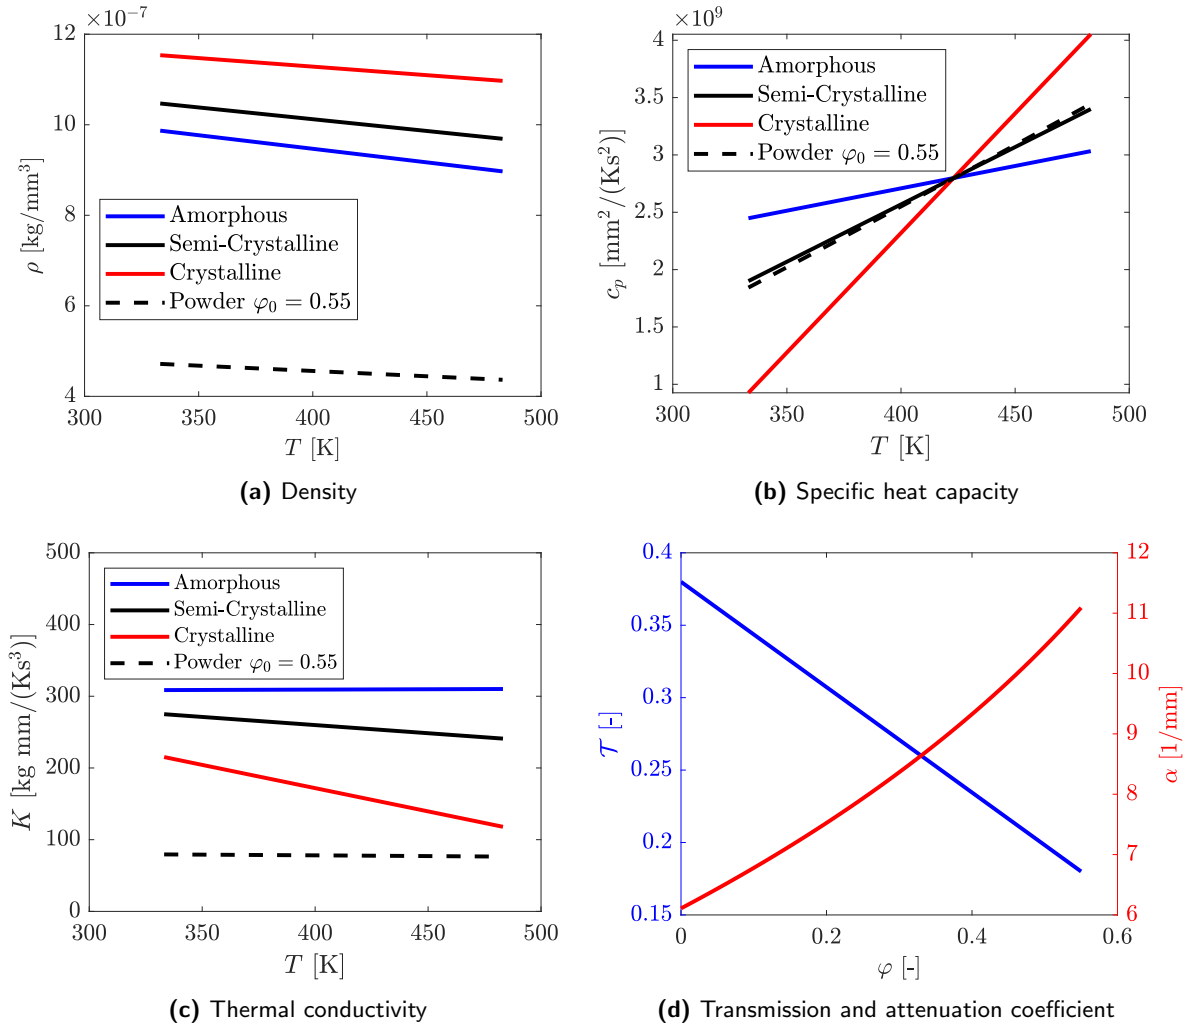 ×10⁻⁷
12
10
8
6
4
ρ [kg/mm³]
Amorphous
Semi-Crystalline
Crystalline
Powder φ₀ = 0.55
300 350 400 450 500
T [K]
(a) Density
×10⁹
4
3.5
3
2.5
2
1.5
1
c_p [mm²/(Ks²)]
Amorphous
Semi-Crystalline
Crystalline
Powder φ₀ = 0.55
300 350 400 450 500
T [K]
(b) Specific heat capacity
500
400
300
200
100
0
K [kg mm/(Ks³)]
Amorphous
Semi-Crystalline
Crystalline
Powder φ₀ = 0.55
300 350 400 450 500
T [K]
(c) Thermal conductivity
0.4
0.35
0.3
0.25
0.2
0.15
𝒯 [-]
12
11
10
9
8
7
6
α [1/mm]
0 0.2 0.4 0.6
φ [-]
(d) Transmission and attenuation coefficient